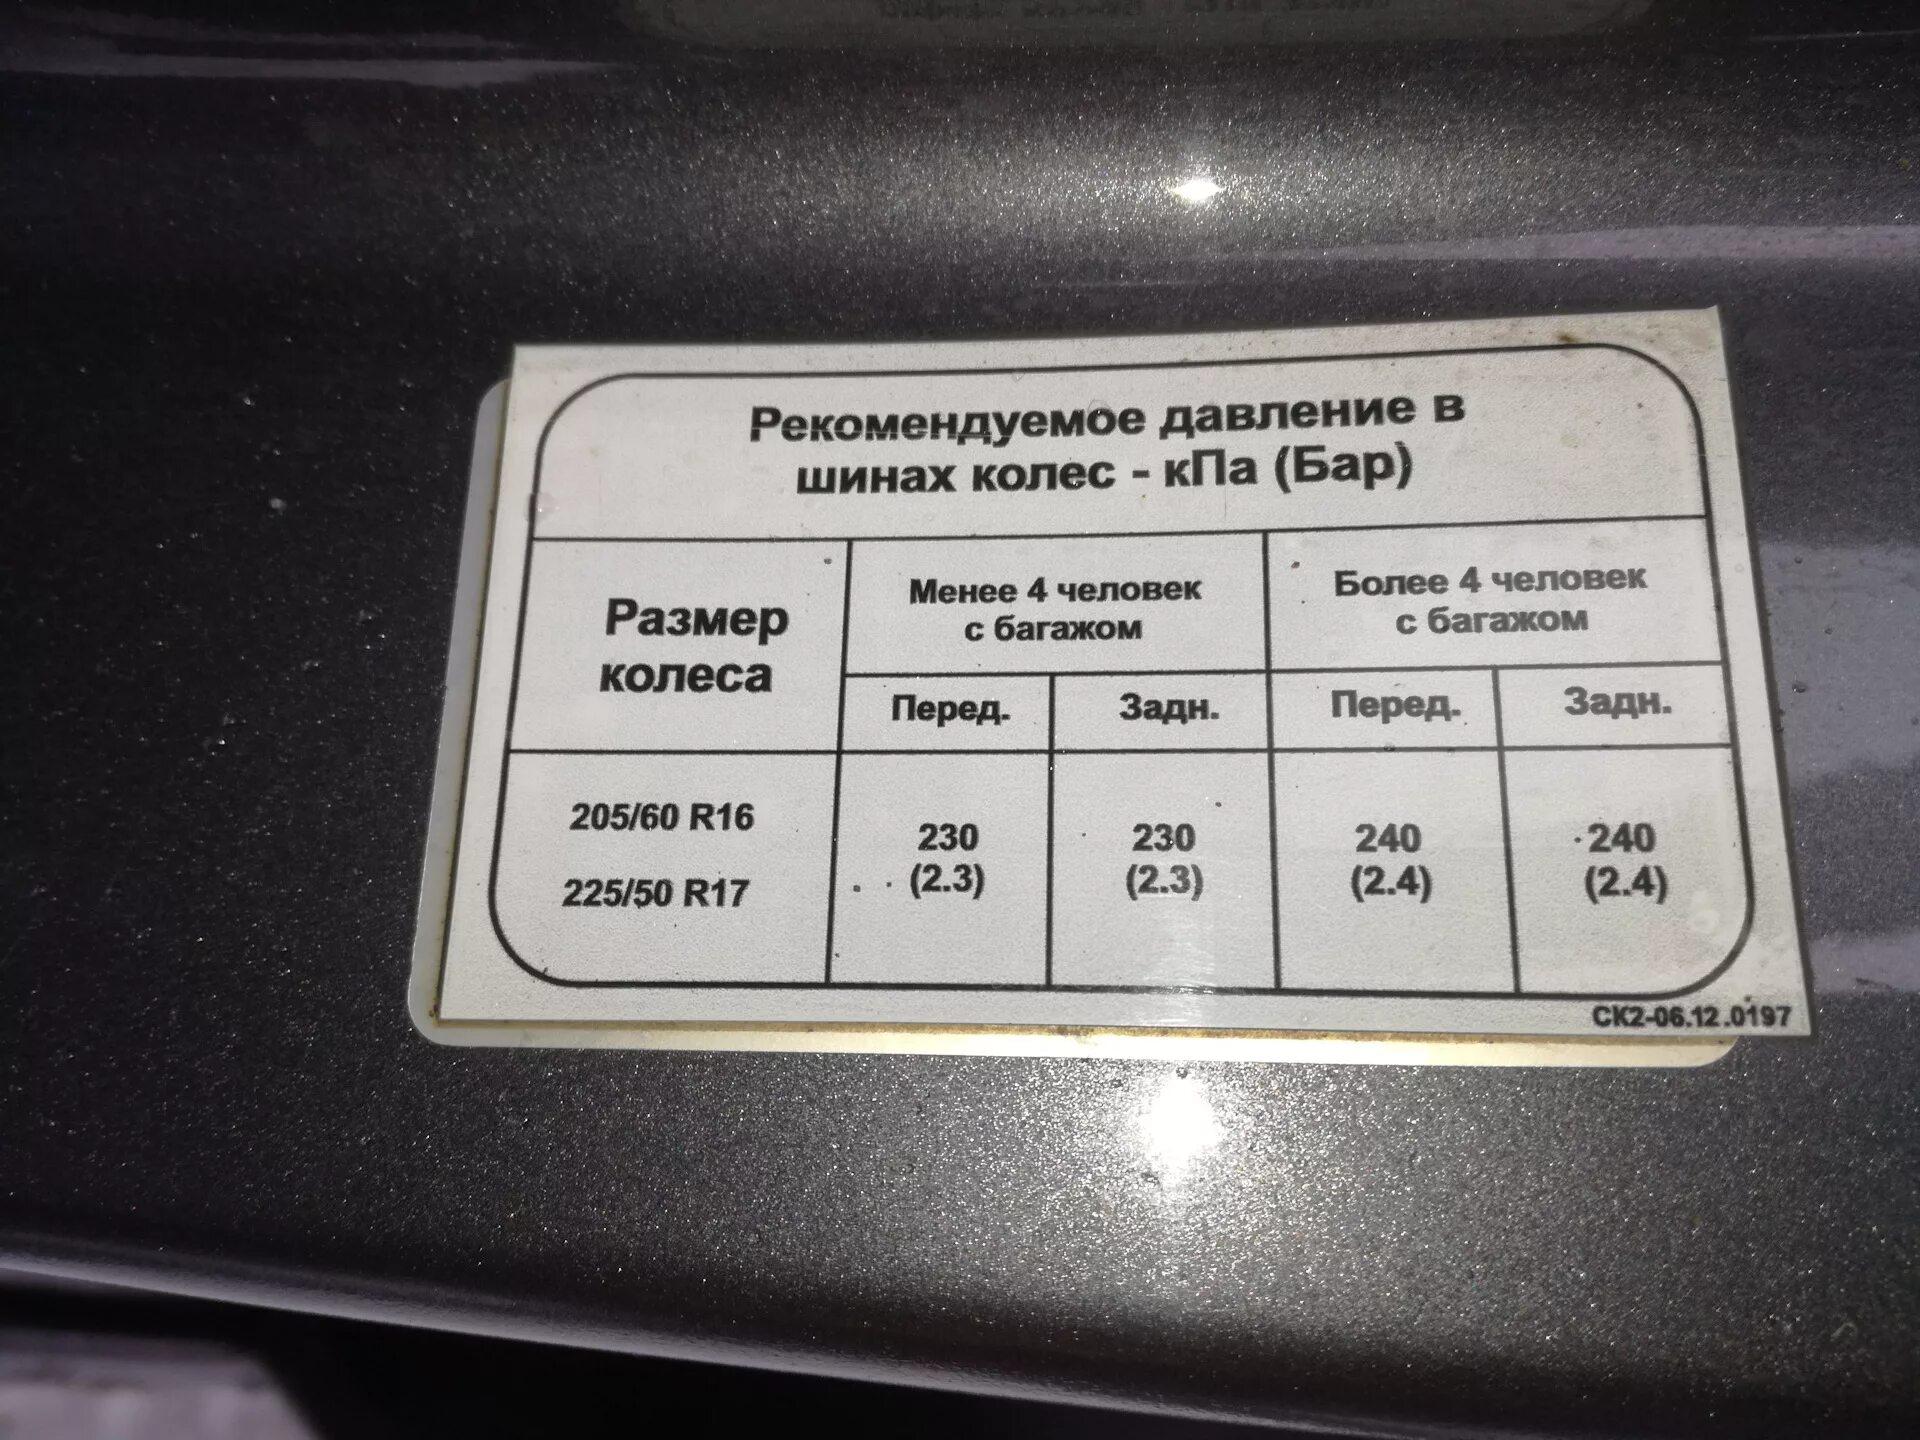 Рекомендуемое давление в
шинах колес - кПа (Бар)
Размер
колеса
Менее 4 человек
с багажом
Более 4 человек
с багажом
Перед. Задн. Перед. Задн.
205/60 R16
225/50 R17
230 230 240 240
(2.3) (2.3) (2.4) (2.4)
СК2-06.12.0197